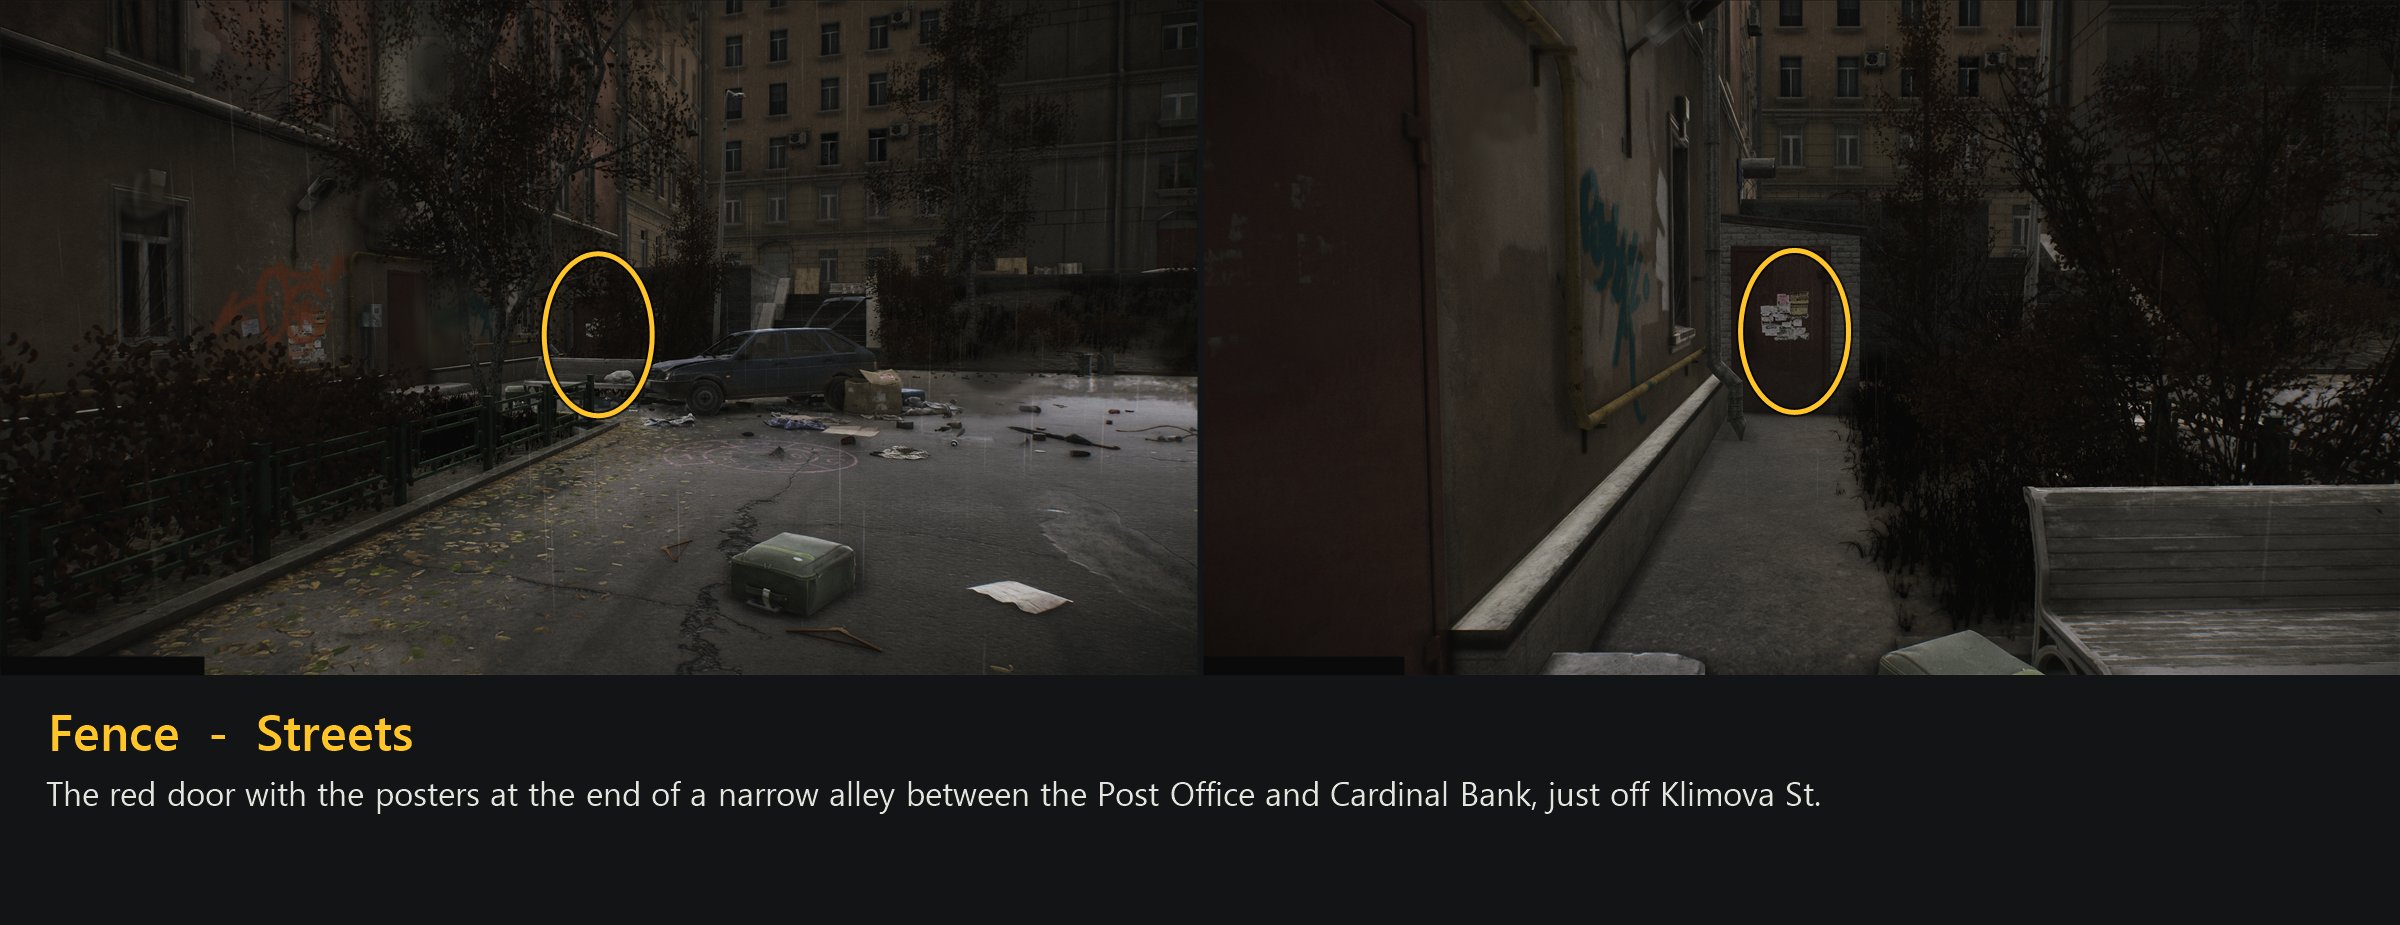 Fence - Streets
The red door with the posters at the end of a narrow alley between the Post Office and Cardinal Bank, just off Klimova St.